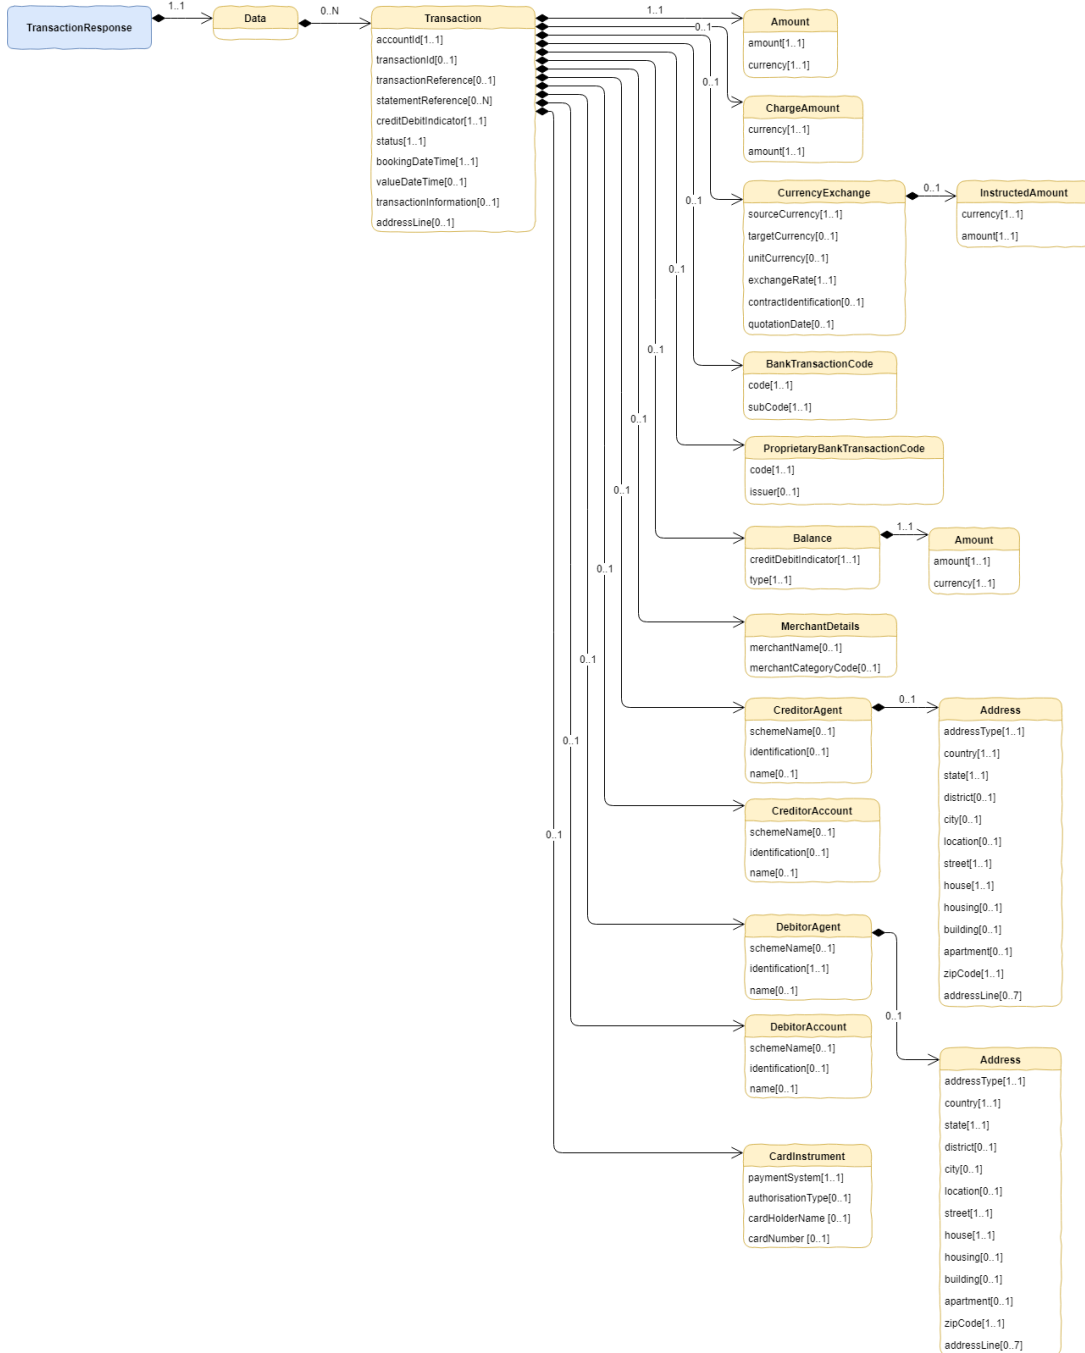 TransactionResponse
1..1
Data
0..N
Transaction
accountId[1..1]
transactionId[0..1]
transactionReference[0..1]
statementReference[0..N]
creditDebitIndicator[1..1]
status[1..1]
bookingDateTime[1..1]
valueDateTime[0..1]
transactionInformation[0..1]
addressLine[0..1]
1..1
Amount
amount[1..1]
currency[1..1]
0..1
ChargeAmount
currency[1..1]
amount[1..1]
0..1
CurrencyExchange
sourceCurrency[1..1]
targetCurrency[0..1]
unitCurrency[0..1]
exchangeRate[1..1]
contractIdentification[0..1]
quotationDate[0..1]
0..1
InstructedAmount
currency[1..1]
amount[1..1]
0..1
BankTransactionCode
code[1..1]
subCode[1..1]
0..1
ProprietaryBankTransactionCode
code[1..1]
issuer[0..1]
0..1
Balance
creditDebitIndicator[1..1]
type[1..1]
1..1
Amount
amount[1..1]
currency[1..1]
0..1
MerchantDetails
merchantName[0..1]
merchantCategoryCode[0..1]
0..1
CreditorAgent
schemeName[0..1]
identification[0..1]
name[0..1]
0..1
Address
addressType[1..1]
country[1..1]
state[1..1]
district[0..1]
city[0..1]
location[0..1]
street[1..1]
house[1..1]
housing[0..1]
building[0..1]
apartment[0..1]
zipCode[1..1]
addressLine[0..7]
0..1
CreditorAccount
schemeName[0..1]
identification[0..1]
name[0..1]
0..1
DebitorAgent
schemeName[0..1]
identification[1..1]
name[0..1]
0..1
Address
addressType[1..1]
country[1..1]
state[1..1]
district[0..1]
city[0..1]
location[0..1]
street[1..1]
house[1..1]
housing[0..1]
building[0..1]
apartment[0..1]
zipCode[1..1]
addressLine[0..7]
0..1
DebitorAccount
schemeName[0..1]
identification[0..1]
name[0..1]
0..1
CardInstrument
paymentSystem[1..1]
authorisationType[0..1]
cardHolderName [0..1]
cardNumber [0..1]